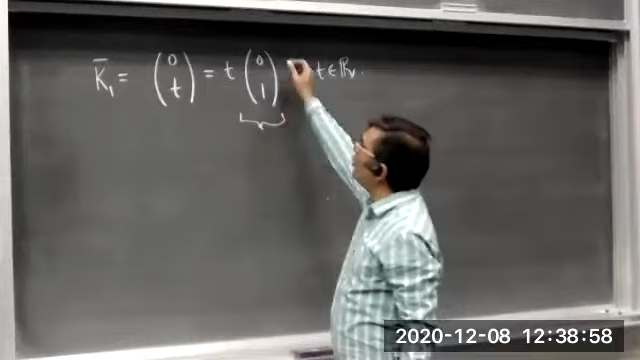 K̄₁ = (0 t) = t (0 1) t ∈ ℝ.
2020-12-08 12:38:58